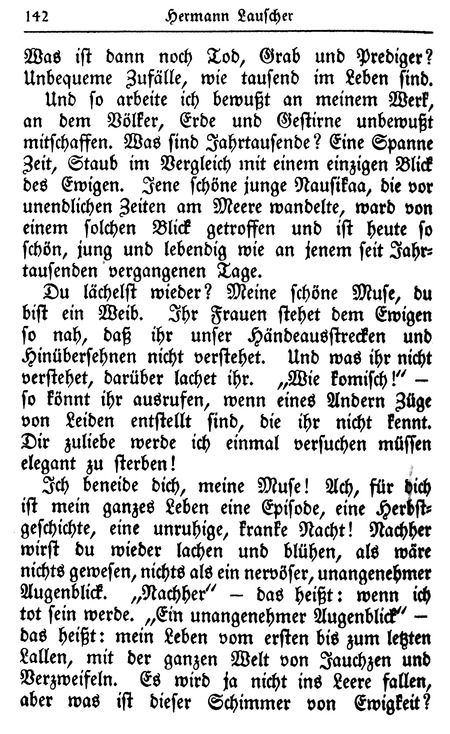 142 Hermann Lauscher
Was ist dann noch Tod, Grab und Prediger?
Unbequeme Zufälle, wie tausend im Leben sind.
Und so arbeite ich bewußt an meinem Werk,
an dem Völker, Erde und Gestirne unbewußt
mitschaffen. Was sind Jahrtausende? Eine Spanne
Zeit, Staub im Vergleich mit einem einzigen Blick
des Ewigen. Jene schöne junge Nausikaa, die vor
unendlichen Zeiten am Meere wandelte, ward von
einem solchen Blick getroffen und ist heute so
schön, jung und lebendig wie an jenem seit Jahr-
tausenden vergangenen Tage.
Du lächelst wieder? Meine schöne Muse, du
bist ein Weib. Ihr Frauen stehet dem Ewigen
so nah, daß ihr unser Händeausstrecken und
Hinübersehnen nicht verstehet. Und was ihr nicht
verstehet, darüber lachet ihr. „Wie komisch!“ —
so könnt ihr ausrufen, wenn eines Andern Züge
von Leiden entstellt sind, die ihr nicht kennt.
Dir zuliebe werde ich einmal versuchen müssen
elegant zu sterben!
Ich beneide dich, meine Muse! Ach, für dich
ist mein ganzes Leben eine Episode, eine Herbst-
geschichte, eine unruhige, kranke Nacht! Nachher
wirst du wieder lachen und blühen, als wäre
nichts gewesen, nichts als ein nervöser, unangenehmer
Augenblick. „Nachher“ — das heißt: wenn ich
tot sein werde. „Ein unangenehmer Augenblick“ —
das heißt: mein Leben vom ersten bis zum letzten
Lallen, mit der ganzen Welt von Jauchzen und
Verzweifeln. Es wird ja nicht ins Leere fallen,
aber was ist dieser Schimmer von Ewigkeit?